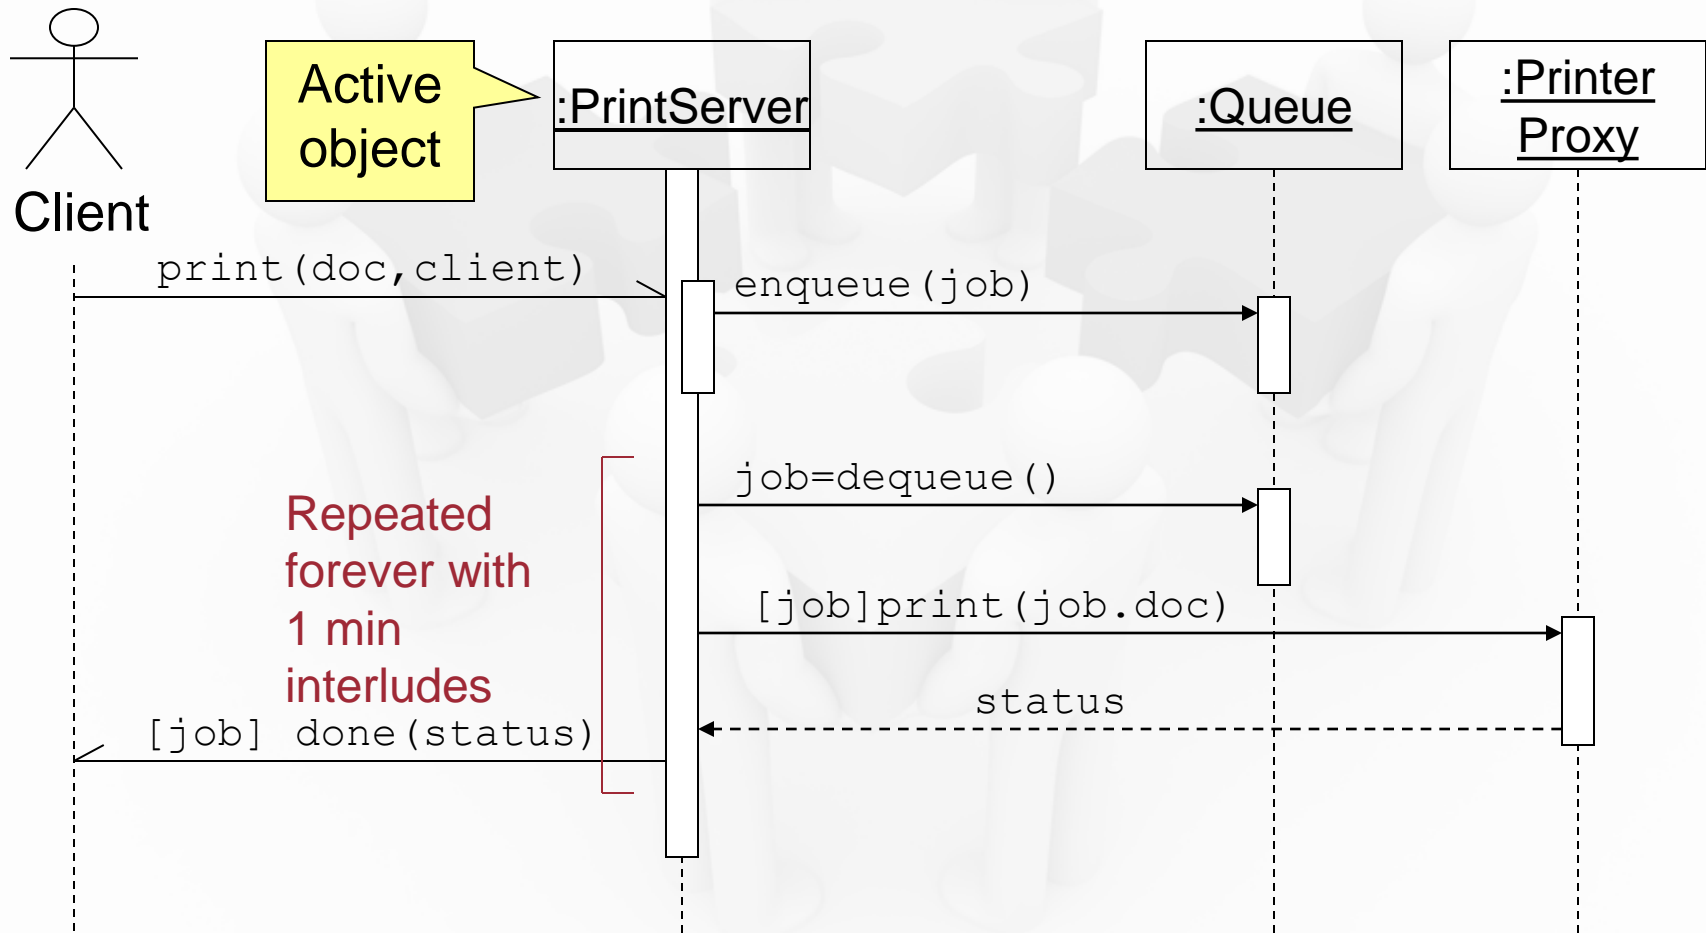 Active
object
:PrintServer
:Queue
:Printer
Proxy
Client
print(doc,client)
enqueue(job)
job=dequeue()
Repeated
forever with
1 min
interludes
[job]print(job.doc)
status
[job] done(status)